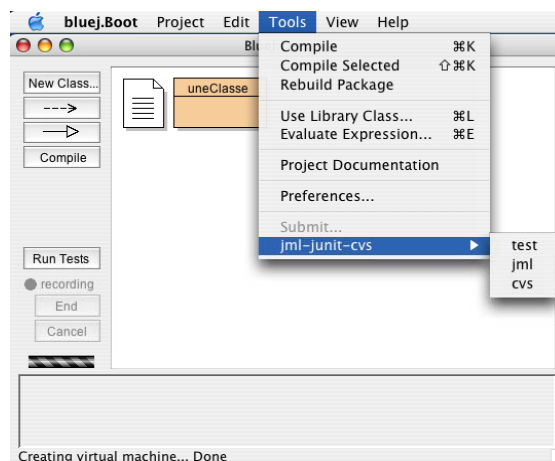 bluej.Boot Project Edit Tools View Help
New Class...
Compile
Run Tests
recording
End
Cancel
uneClasse
Compile ⌘K
Compile Selected ⇧⌘K
Rebuild Package
Use Library Class... ⌘L
Evaluate Expression... ⌘E
Project Documentation
Preferences...
Submit...
jml-junit-cvs
test
jml
cvs
Creating virtual machine... Done